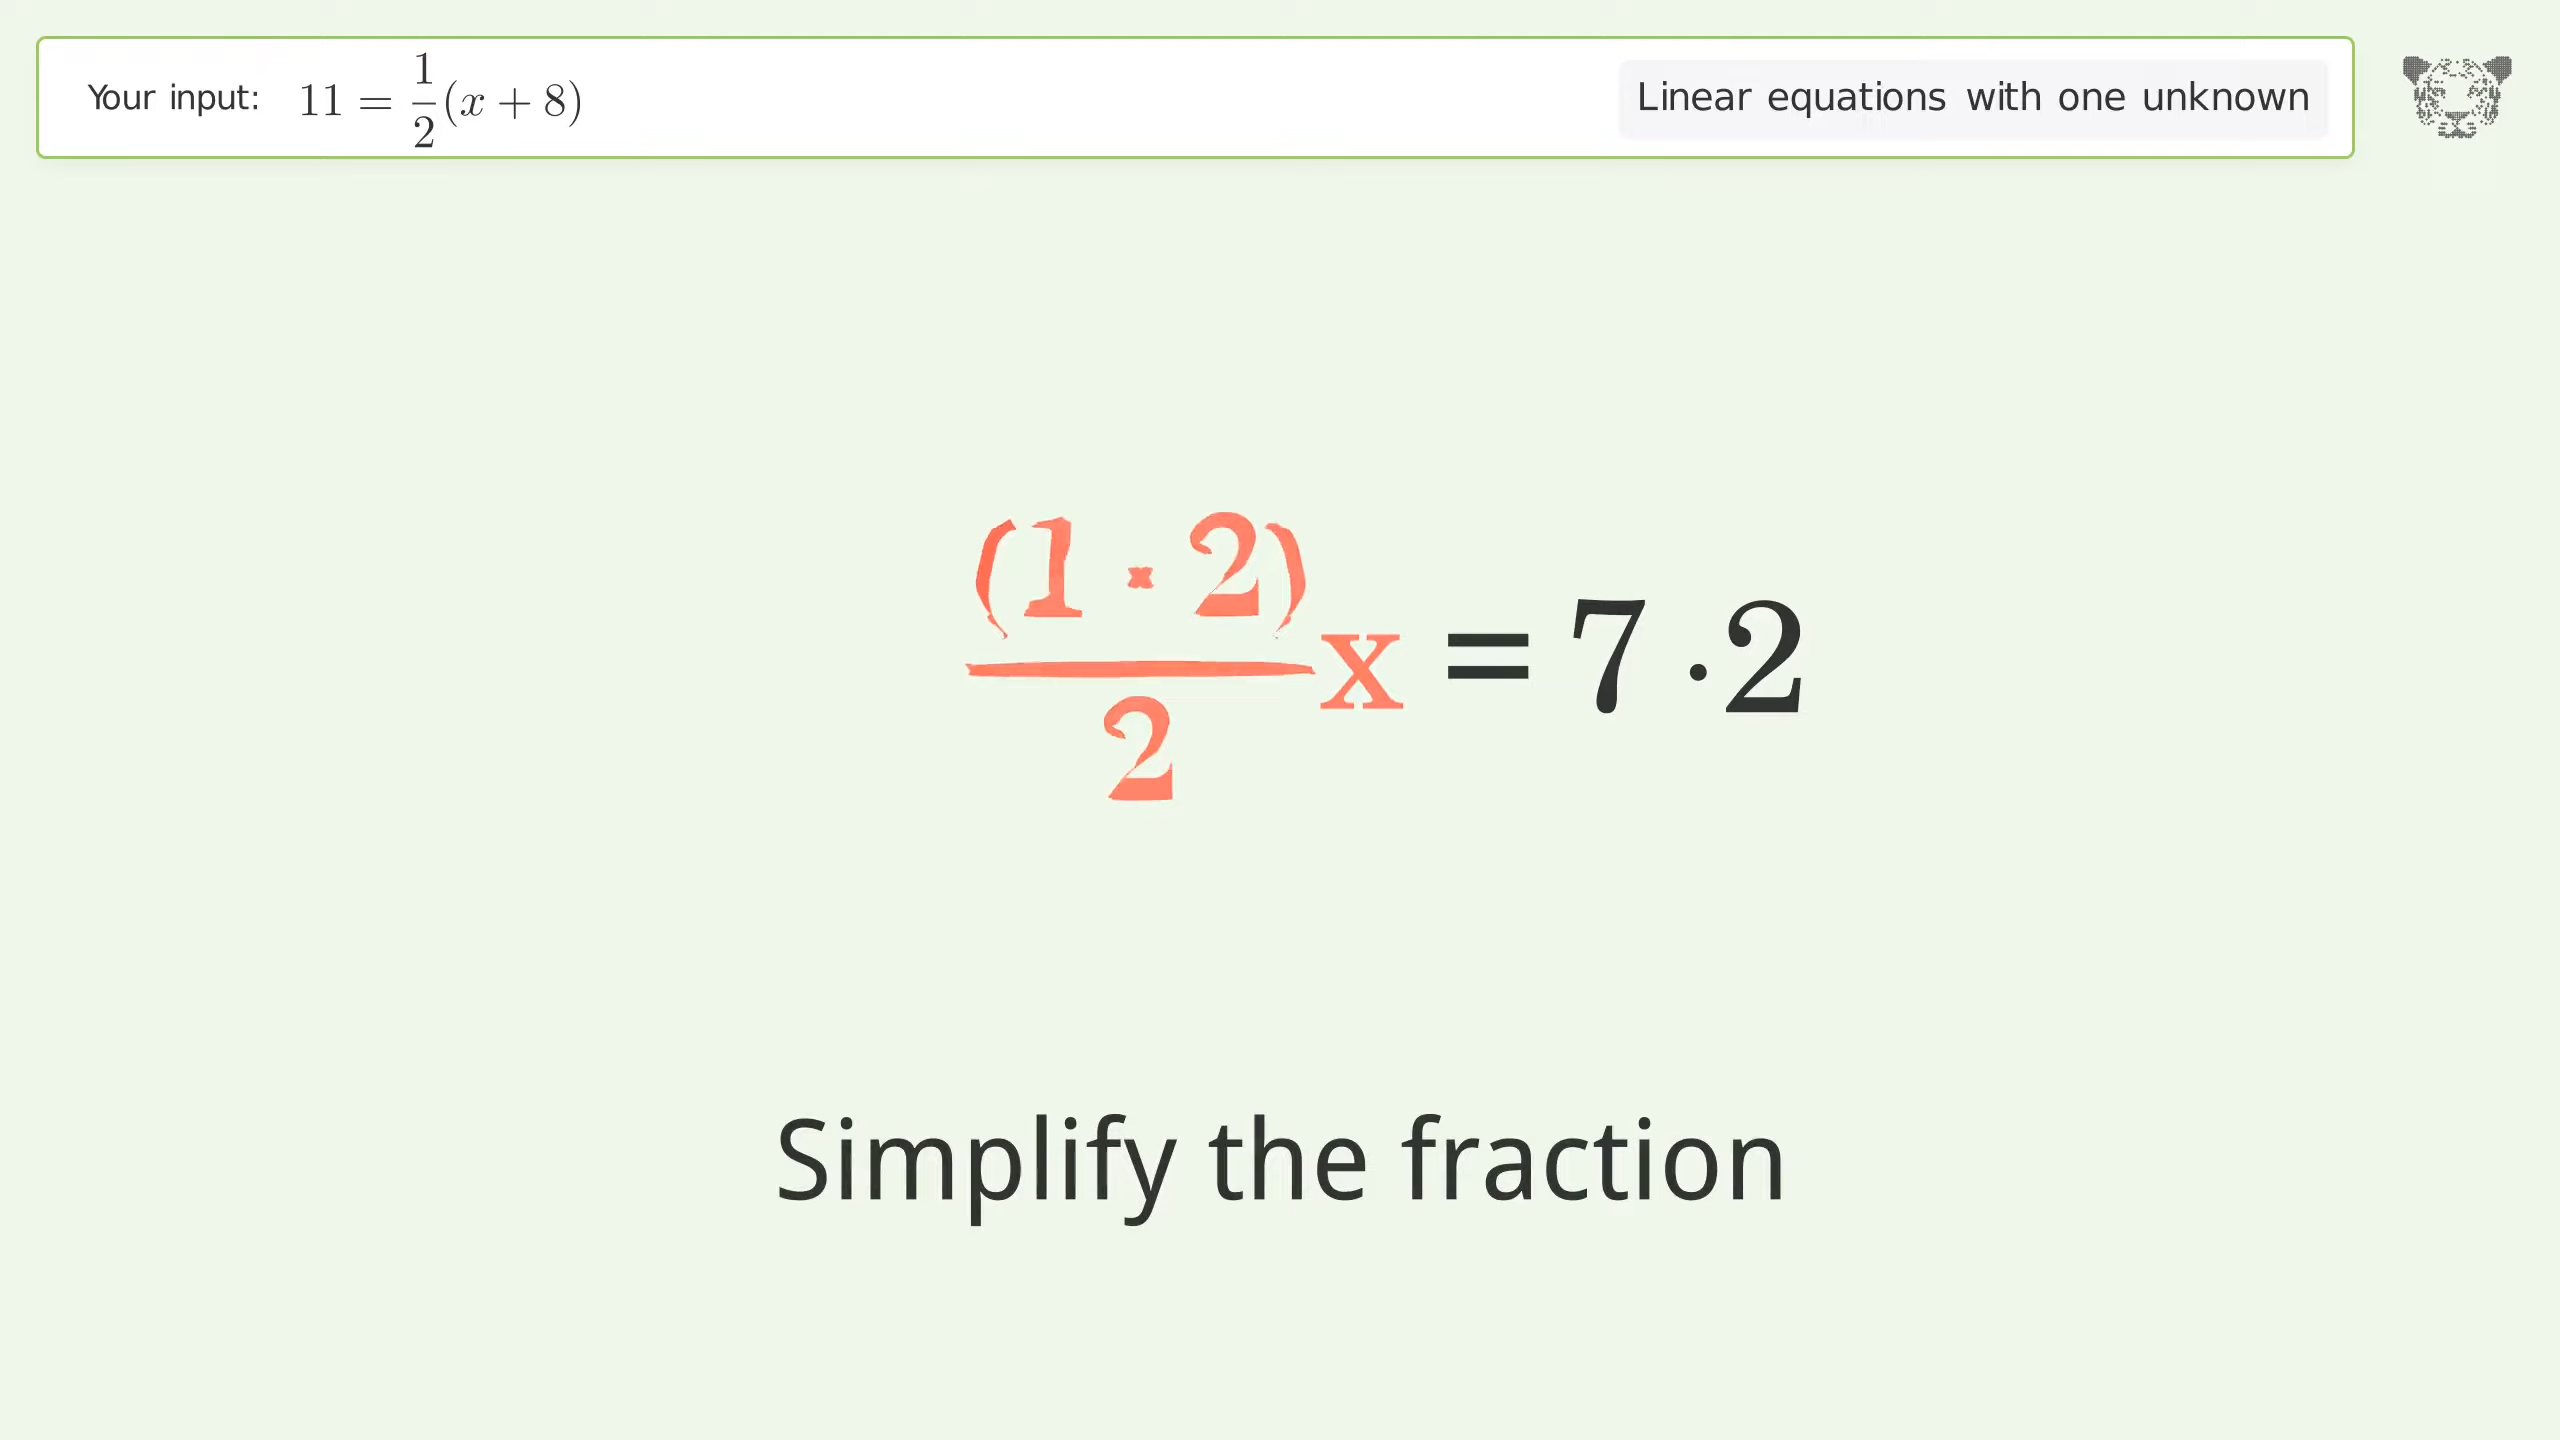 Your input: 11 = 1/2(x + 8)
Linear equations with one unknown
(1 · 2)/2 x = 7 · 2
Simplify the fraction